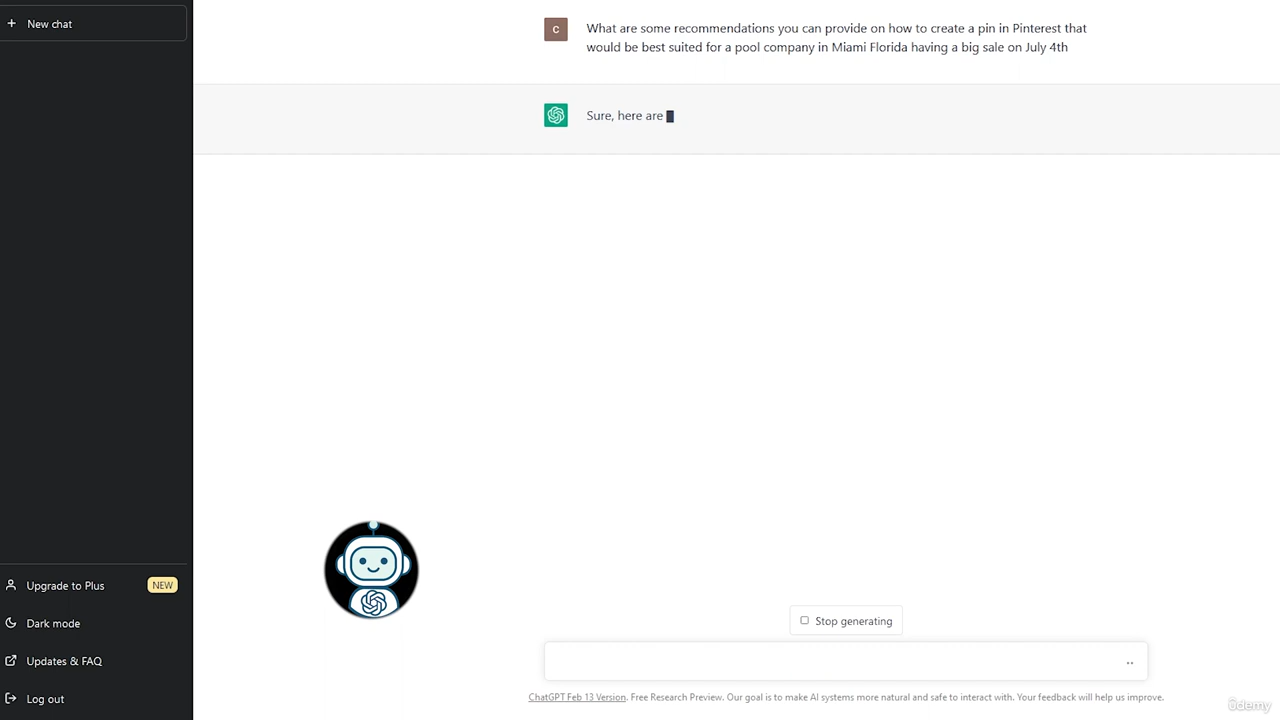 New chat
C
What are some recommendations you can provide on how to create a pin in Pinterest that
would be best suited for a pool company in Miami Florida having a big sale on July 4th
Sure, here are
Stop generating
Upgrade to Plus NEW
Dark mode
Updates & FAQ
Log out
ChatGPT Feb 13 Version. Free Research Preview. Our goal is to make AI systems more natural and safe to interact with. Your feedback will help us improve.
ûdemy